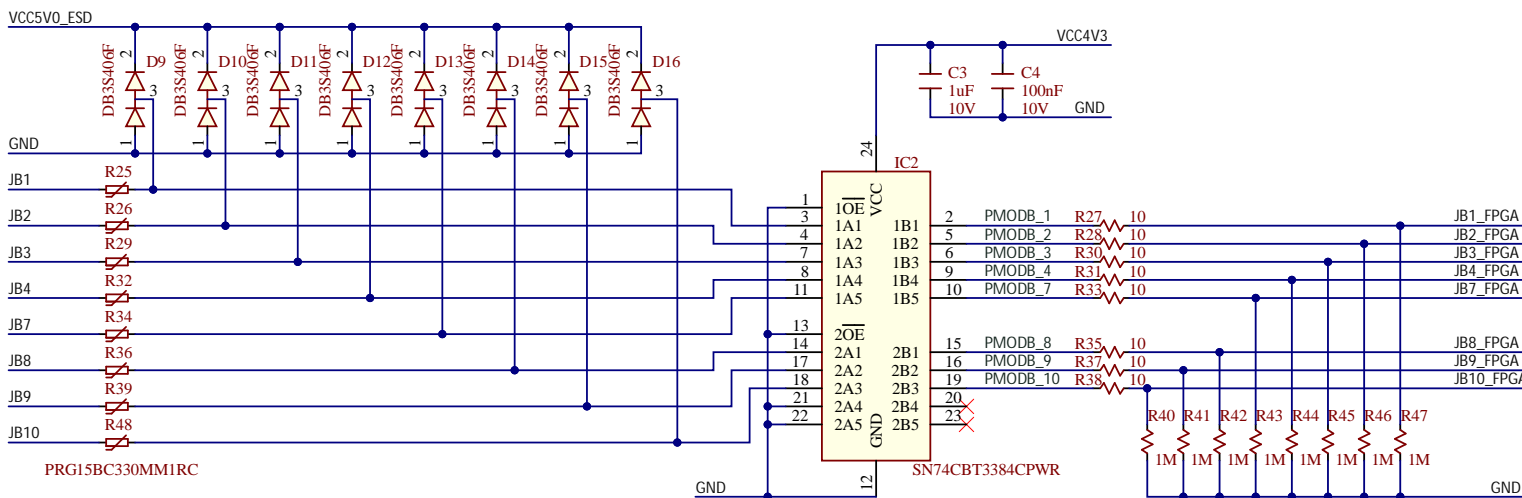 VCC5V0_ESD
VCC4V3
DB3S406F 2 D9 3 1
DB3S406F 2 D10 3 1
DB3S406F 2 D11 3 1
DB3S406F 2 D12 3 1
DB3S406F 2 D13 3 1
DB3S406F 2 D14 3 1
DB3S406F 2 D15 3 1
DB3S406F 2 D16 3 1
C3
1uF
10V
C4
100nF
10V
GND
GND
JB1 R25
JB2 R26
JB3 R29
JB4 R32
JB7 R34
JB8 R36
JB9 R39
JB10 R48
PRG15BC330MM1RC
24
VCC
IC2
1 1OE
3 1A1 1B1 2 PMODB_1 R27 10 JB1_FPGA
4 1A2 1B2 5 PMODB_2 R28 10 JB2_FPGA
7 1A3 1B3 6 PMODB_3 R30 10 JB3_FPGA
8 1A4 1B4 9 PMODB_4 R31 10 JB4_FPGA
11 1A5 1B5 10 PMODB_7 R33 10 JB7_FPGA
13 2OE
14 2A1 2B1 15 PMODB_8 R35 10 JB8_FPGA
17 2A2 2B2 16 PMODB_9 R37 10 JB9_FPGA
18 2A3 2B3 19 PMODB_10 R38 10 JB10_FPGA
21 2A4 2B4 20
22 2A5 2B5 23
GND
12
SN74CBT3384CPWR
R40 R41 R42 R43 R44 R45 R46 R47
1M 1M 1M 1M 1M 1M 1M 1M
GND
GND